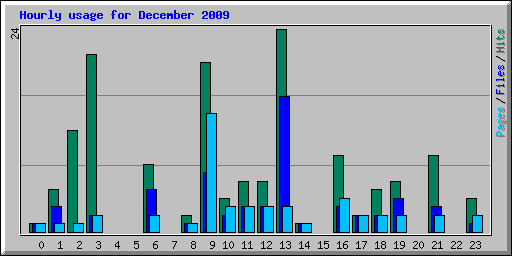 Hourly usage for December 2009
24
Pages / Files / Hits
0 1 2 3 4 5 6 7 8 9 10 11 12 13 14 15 16 17 18 19 20 21 22 23